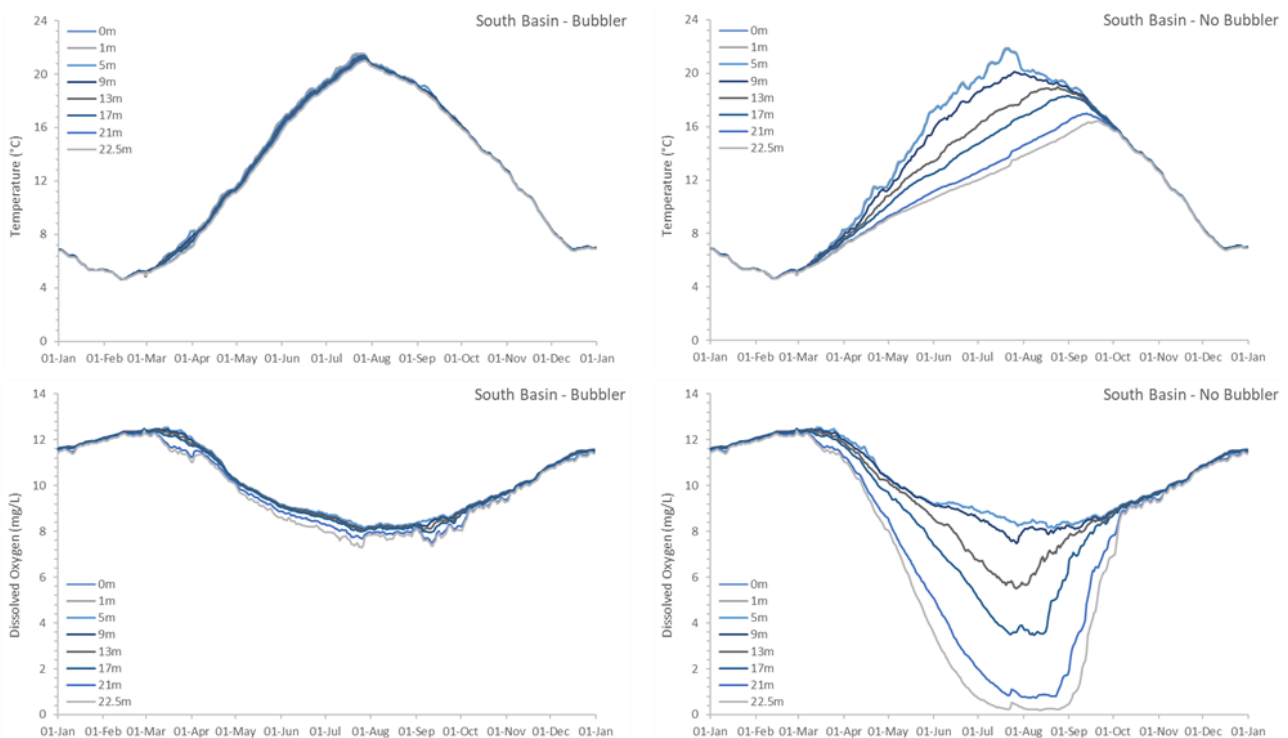 South Basin - Bubbler
Temperature (°C)
24
20
16
12
8
4
0
0m
1m
5m
9m
13m
17m
21m
22.5m
01-Jan 01-Feb 01-Mar 01-Apr 01-May 01-Jun 01-Jul 01-Aug 01-Sep 01-Oct 01-Nov 01-Dec 01-Jan
South Basin - No Bubbler
Temperature (°C)
24
20
16
12
8
4
0
0m
1m
5m
9m
13m
17m
21m
22.5m
01-Jan 01-Feb 01-Mar 01-Apr 01-May 01-Jun 01-Jul 01-Aug 01-Sep 01-Oct 01-Nov 01-Dec 01-Jan
South Basin - Bubbler
Dissolved Oxygen (mg/L)
14
12
10
8
6
4
2
0
0m
1m
5m
9m
13m
17m
21m
22.5m
01-Jan 01-Feb 01-Mar 01-Apr 01-May 01-Jun 01-Jul 01-Aug 01-Sep 01-Oct 01-Nov 01-Dec 01-Jan
South Basin - No Bubbler
Dissolved Oxygen (mg/L)
14
12
10
8
6
4
2
0
0m
1m
5m
9m
13m
17m
21m
22.5m
01-Jan 01-Feb 01-Mar 01-Apr 01-May 01-Jun 01-Jul 01-Aug 01-Sep 01-Oct 01-Nov 01-Dec 01-Jan